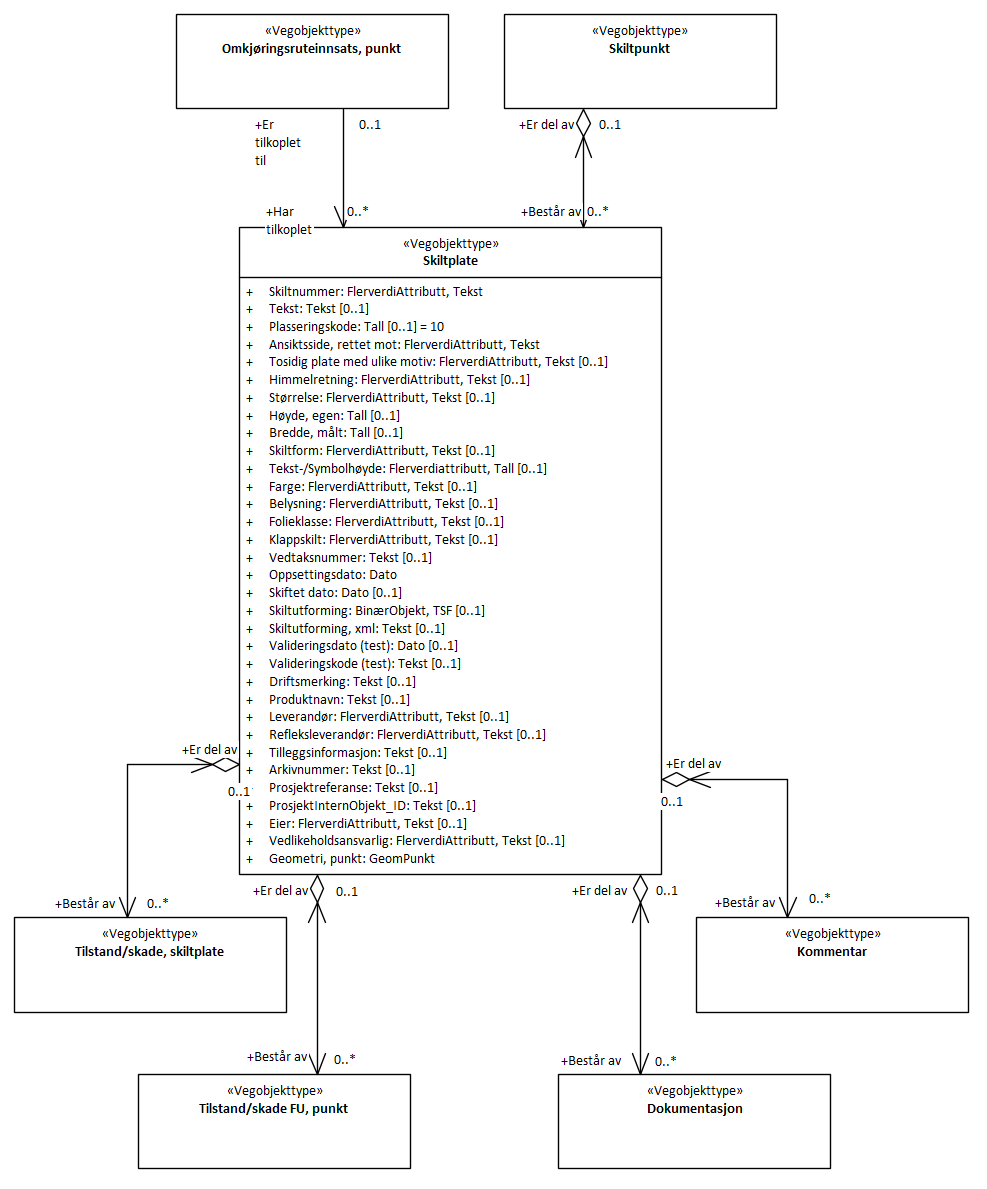 «Vegobjekttype»
Omkjøringsruteinnsats, punkt
«Vegobjekttype»
Skiltpunkt
+Er
tilkoplet
til
0..1
+Er del av
0..1
+Har
tilkoplet
0..*
+Består av
0..*
«Vegobjekttype»
Skiltplate
+ Skiltnummer: FlerverdiAttributt, Tekst
+ Tekst: Tekst [0..1]
+ Plasseringskode: Tall [0..1] = 10
+ Ansiktsside, rettet mot: FlerverdiAttributt, Tekst
+ Tosidig plate med ulike motiv: FlerverdiAttributt, Tekst [0..1]
+ Himmelretning: FlerverdiAttributt, Tekst [0..1]
+ Størrelse: FlerverdiAttributt, Tekst [0..1]
+ Høyde, egen: Tall [0..1]
+ Bredde, målt: Tall [0..1]
+ Skiltform: FlerverdiAttributt, Tekst [0..1]
+ Tekst-/Symbolhøyde: Flerverdiattributt, Tall [0..1]
+ Farge: FlerverdiAttributt, Tekst [0..1]
+ Belysning: FlerverdiAttributt, Tekst [0..1]
+ Folieklasse: FlerverdiAttributt, Tekst [0..1]
+ Klappskilt: FlerverdiAttributt, Tekst [0..1]
+ Vedtaksnummer: Tekst [0..1]
+ Oppsettingsdato: Dato
+ Skiftet dato: Dato [0..1]
+ Skiltutforming: BinærObjekt, TSF [0..1]
+ Skiltutforming, xml: Tekst [0..1]
+ Valideringsdato (test): Dato [0..1]
+ Valideringskode (test): Tekst [0..1]
+ Driftsmerking: Tekst [0..1]
+ Produktnavn: Tekst [0..1]
+ Leverandør: FlerverdiAttributt, Tekst [0..1]
+ Refleksleverandør: FlerverdiAttributt, Tekst [0..1]
+ Tilleggsinformasjon: Tekst [0..1]
+ Arkivnummer: Tekst [0..1]
+ Prosjektreferanse: Tekst [0..1]
+ ProsjektInternObjekt_ID: Tekst [0..1]
+ Eier: FlerverdiAttributt, Tekst [0..1]
+ Vedlikeholdsansvarlig: FlerverdiAttributt, Tekst [0..1]
+ Geometri, punkt: GeomPunkt
+Er del av
0..1
+Er del av
0..1
+Er del av
0..1
+Er del av
0..1
+Består av
0..*
+Består av
0..*
«Vegobjekttype»
Tilstand/skade, skiltplate
«Vegobjekttype»
Kommentar
+Består av
0..*
+Består av
0..*
«Vegobjekttype»
Tilstand/skade FU, punkt
«Vegobjekttype»
Dokumentasjon